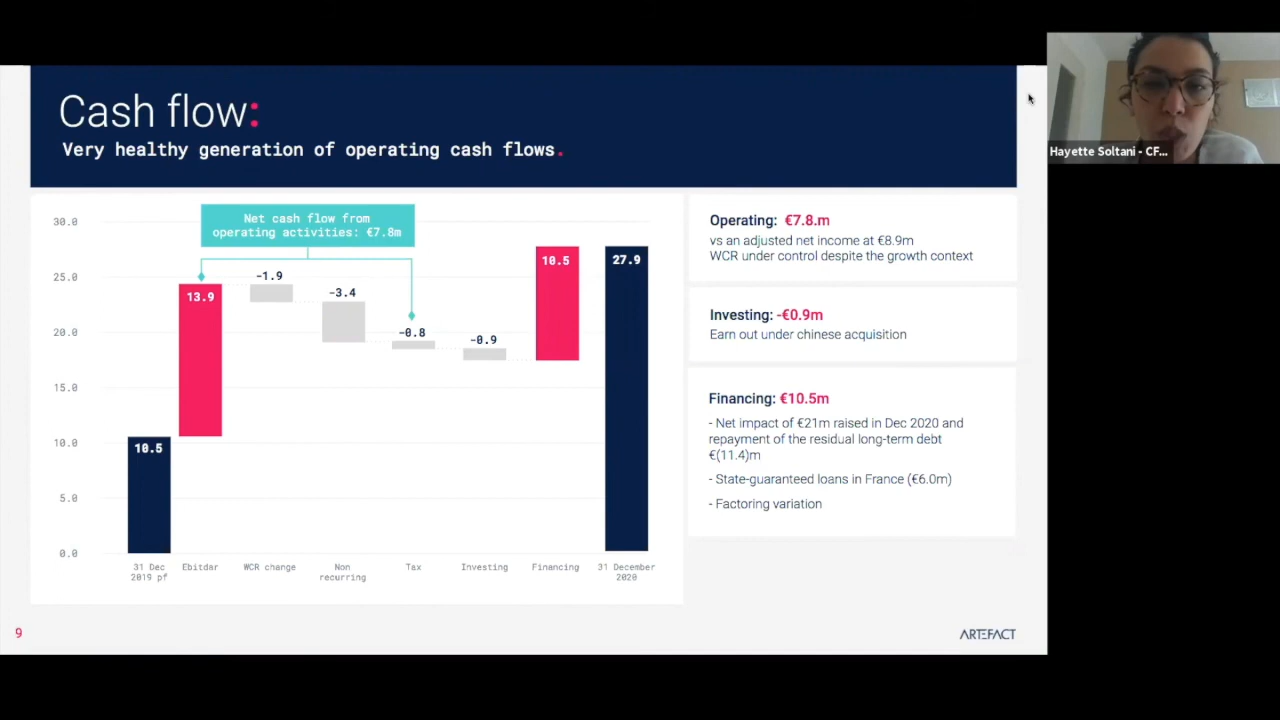 Cash flow:
Very healthy generation of operating cash flows.
Net cash flow from
operating activities: €7.8m
30.0
25.0
20.0
15.0
10.0
5.0
0.0
10.5
13.9
-1.9
-3.4
-0.8
-0.9
10.5
27.9
31 Dec
2019 pf
Ebitdar
WCR change
Non
recurring
Tax
Investing
Financing
31 December
2020
Operating: €7.8.m
vs an adjusted net income at €8.9m
WCR under control despite the growth context
Investing: -€0.9m
Earn out under chinese acquisition
Financing: €10.5m
- Net impact of €21m raised in Dec 2020 and
repayment of the residual long-term debt
€(11.4)m
- State-guaranteed loans in France (€6.0m)
- Factoring variation
9
ARTEFACT
Hayette Soltani - CF...